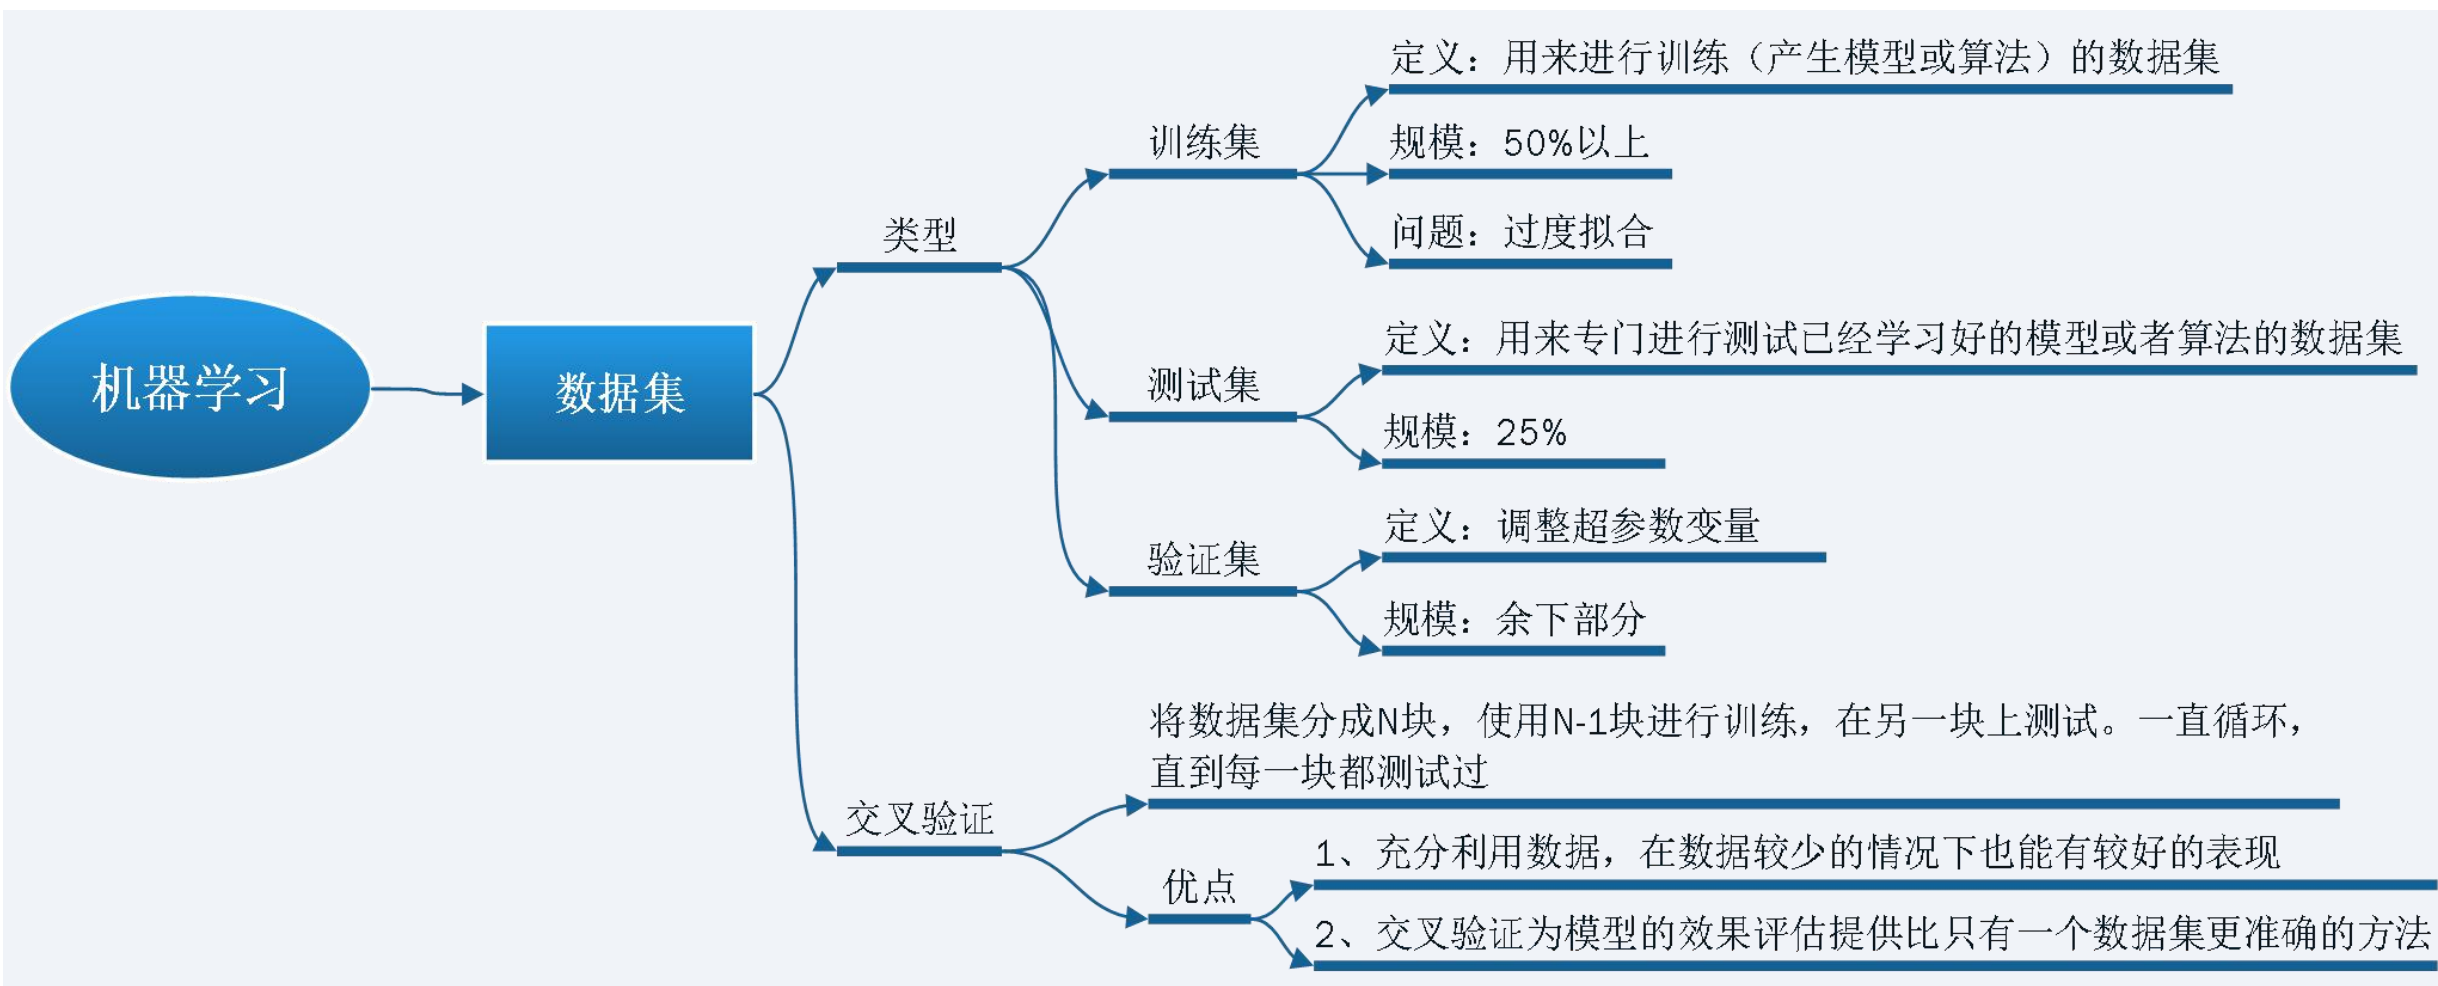 机器学习
数据集
类型
训练集
定义：用来进行训练（产生模型或算法）的数据集
规模：50%以上
问题：过度拟合
测试集
定义：用来专门进行测试已经学习好的模型或者算法的数据集
规模：25%
验证集
定义：调整超参数变量
规模：余下部分
交叉验证
将数据集分成N块，使用N-1块进行训练，在另一块上测试。一直循环，
直到每一块都测试过
优点
1、充分利用数据，在数据较少的情况下也能有较好的表现
2、交叉验证为模型的效果评估提供比只有一个数据集更准确的方法